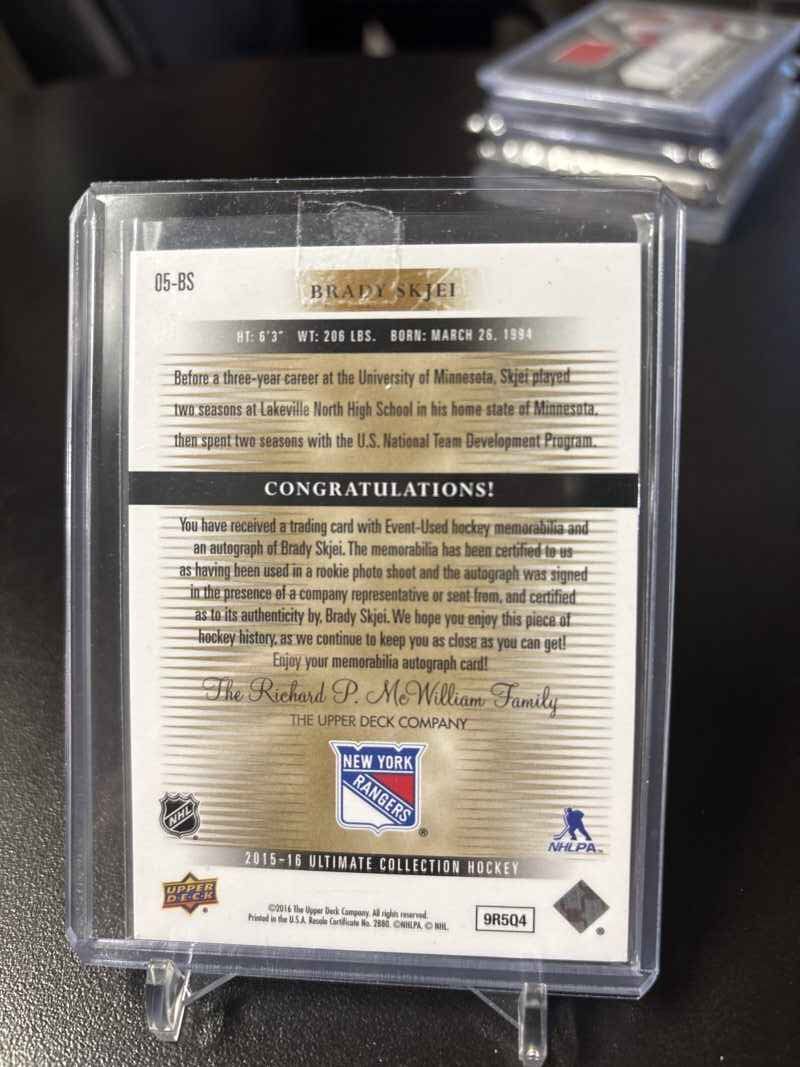 05-BS
BRADY SKJEI
HT: 6'3" WT: 206 LBS. BORN: MARCH 26, 1994
Before a three-year career at the University of Minnesota, Skjei played
two seasons at Lakeville North High School in his home state of Minnesota,
then spent two seasons with the U.S. National Team Development Program.
CONGRATULATIONS!
You have received a trading card with Event-Used hockey memorabilia and
an autograph of Brady Skjei. The memorabilia has been certified to us
as having been used in a rookie photo shoot and the autograph was signed
in the presence of a company representative or sent from, and certified
as to its authenticity by, Brady Skjei. We hope you enjoy this piece of
hockey history, as we continue to keep you as close as you can get!
Enjoy your memorabilia autograph card!
The Richard P. McWilliam Family
THE UPPER DECK COMPANY
NEW YORK
RANGERS
®
NHL
®
NHLPA™
2015-16 ULTIMATE COLLECTION HOCKEY
UPPER
D·E·C·K
®
©2016 The Upper Deck Company. All rights reserved.
Printed in the U.S.A. Resale Certificate No. 2880. ©NHLPA. © NHL.
9R5Q4
®